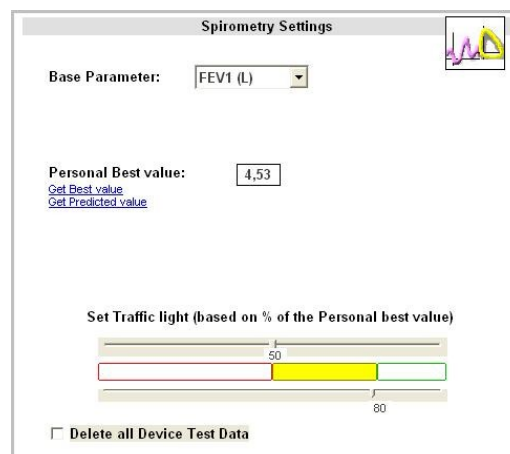 Spirometry Settings
Base Parameter: FEV1 (L)
Personal Best value: 4,53
Get Best value
Get Predicted value
Set Traffic light (based on % of the Personal best value)
50
80
Delete all Device Test Data